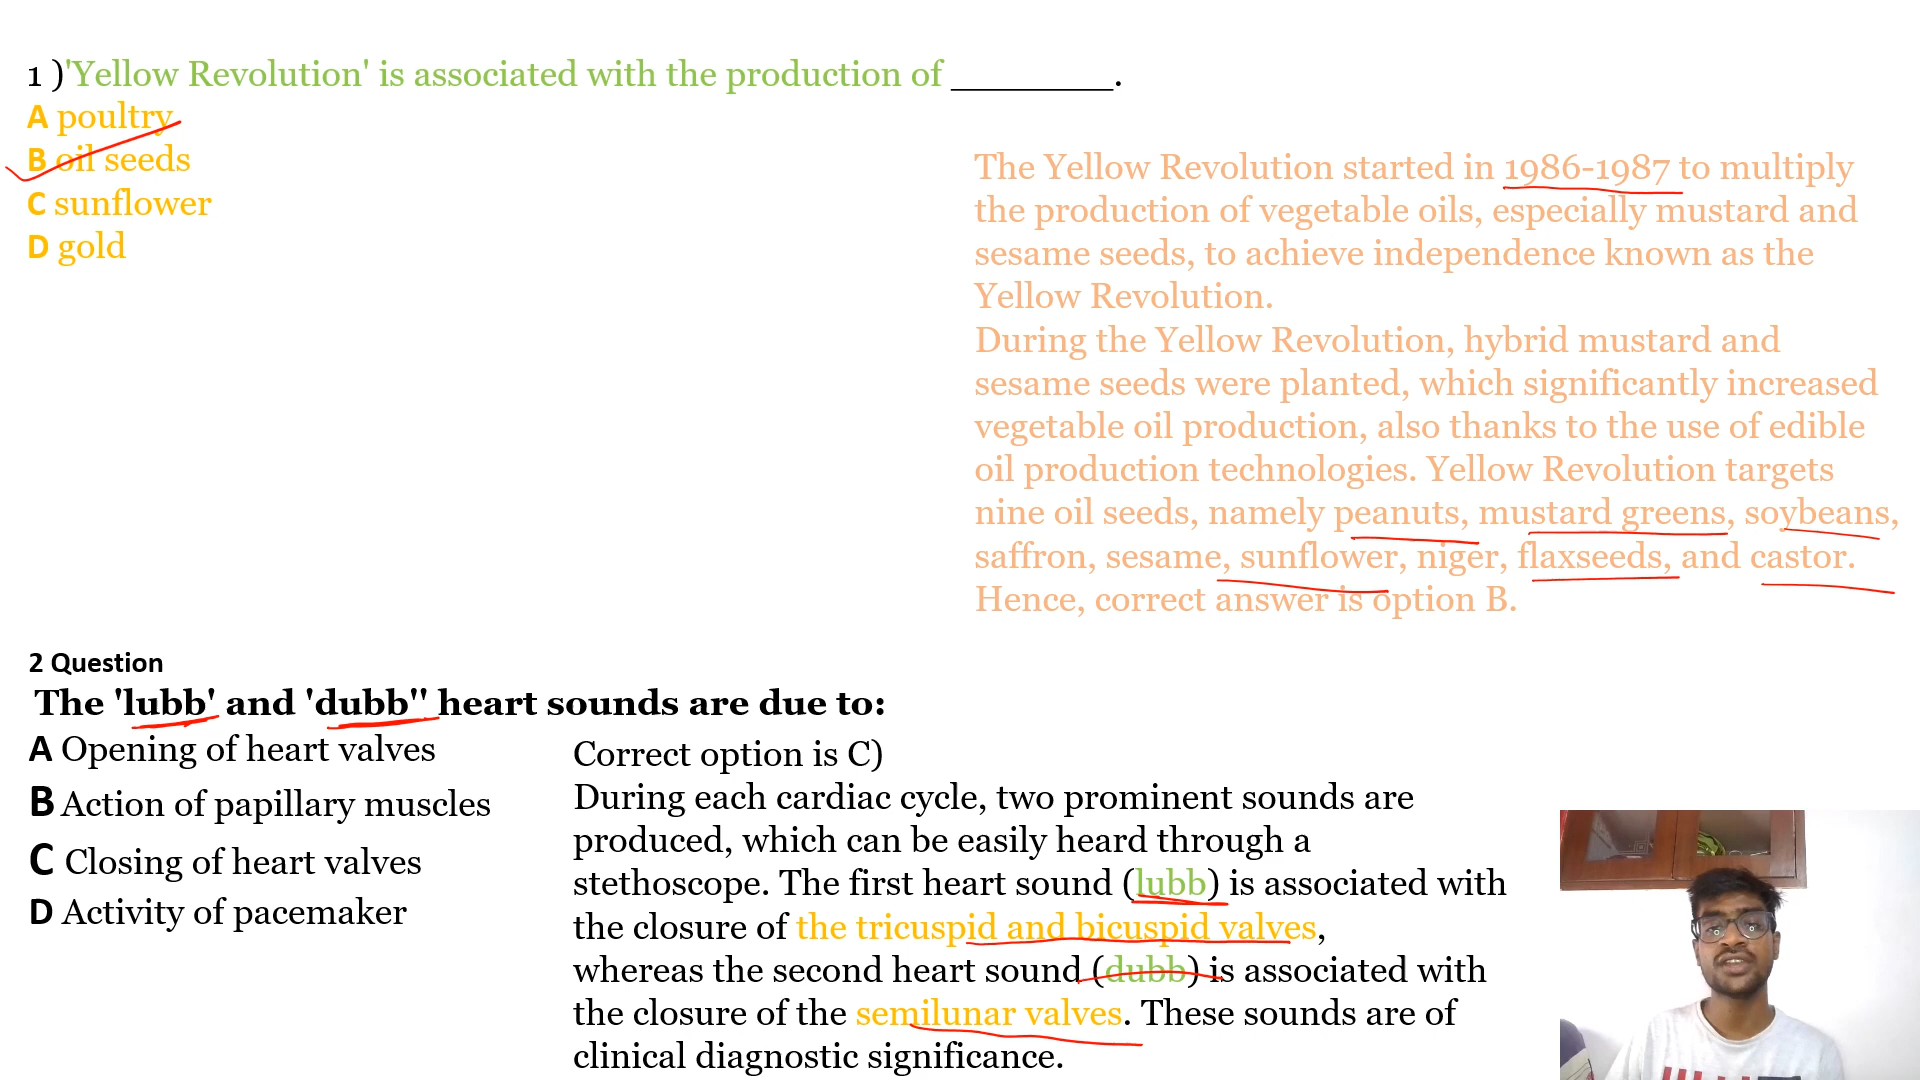 1 )'Yellow Revolution' is associated with the production of ________.
A poultry
B oil seeds
C sunflower
D gold
The Yellow Revolution started in 1986-1987 to multiply
the production of vegetable oils, especially mustard and
sesame seeds, to achieve independence known as the
Yellow Revolution.
During the Yellow Revolution, hybrid mustard and
sesame seeds were planted, which significantly increased
vegetable oil production, also thanks to the use of edible
oil production technologies. Yellow Revolution targets
nine oil seeds, namely peanuts, mustard greens, soybeans,
saffron, sesame, sunflower, niger, flaxseeds, and castor.
Hence, correct answer is option B.
2 Question
The 'lubb' and 'dubb'' heart sounds are due to:
A Opening of heart valves
B Action of papillary muscles
C Closing of heart valves
D Activity of pacemaker
Correct option is C)
During each cardiac cycle, two prominent sounds are
produced, which can be easily heard through a
stethoscope. The first heart sound (lubb) is associated with
the closure of the tricuspid and bicuspid valves,
whereas the second heart sound (dubb) is associated with
the closure of the semilunar valves. These sounds are of
clinical diagnostic significance.